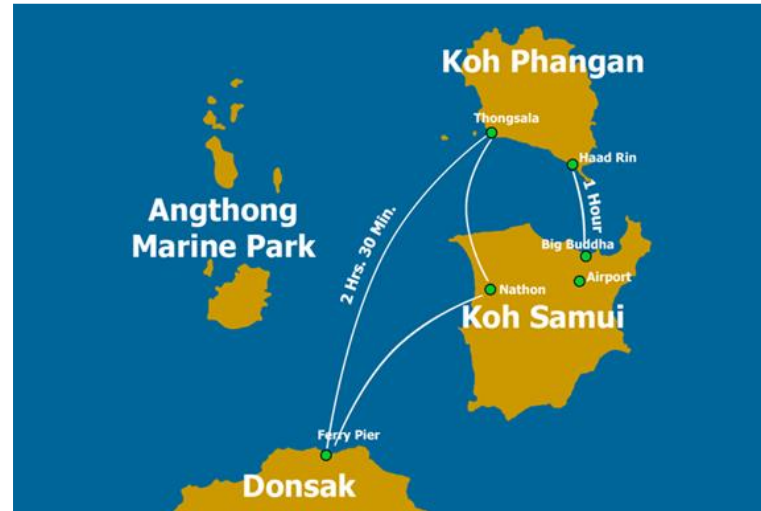 Koh Phangan
Thongsala
Haad Rin
1 Hour
Angthong
Marine Park
2 Hrs. 30 Min.
Big Buddha
Airport
Nathon
Koh Samui
Ferry Pier
Donsak